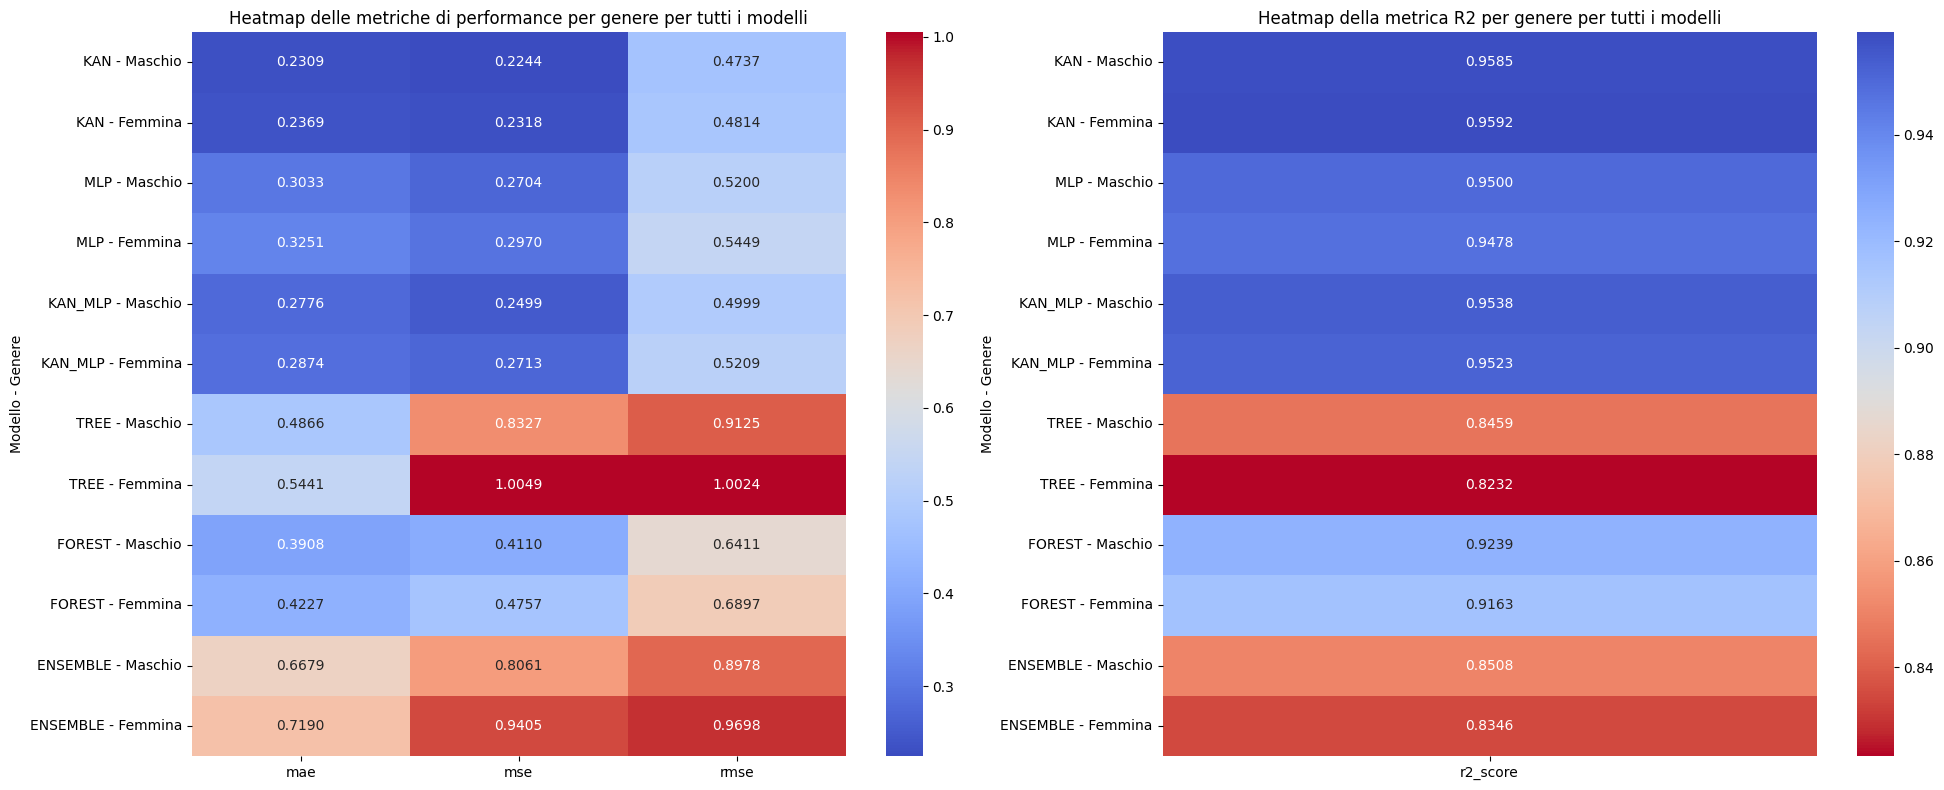 Heatmap delle metriche di performance per genere per tutti i modelli
Modello - Genere
KAN - Maschio 0.2309 0.2244 0.4737
KAN - Femmina 0.2369 0.2318 0.4814
MLP - Maschio 0.3033 0.2704 0.5200
MLP - Femmina 0.3251 0.2970 0.5449
KAN_MLP - Maschio 0.2776 0.2499 0.4999
KAN_MLP - Femmina 0.2874 0.2713 0.5209
TREE - Maschio 0.4866 0.8327 0.9125
TREE - Femmina 0.5441 1.0049 1.0024
FOREST - Maschio 0.3908 0.4110 0.6411
FOREST - Femmina 0.4227 0.4757 0.6897
ENSEMBLE - Maschio 0.6679 0.8061 0.8978
ENSEMBLE - Femmina 0.7190 0.9405 0.9698
mae mse rmse
1.0
0.9
0.8
0.7
0.6
0.5
0.4
0.3
Heatmap della metrica R2 per genere per tutti i modelli
Modello - Genere
KAN - Maschio 0.9585
KAN - Femmina 0.9592
MLP - Maschio 0.9500
MLP - Femmina 0.9478
KAN_MLP - Maschio 0.9538
KAN_MLP - Femmina 0.9523
TREE - Maschio 0.8459
TREE - Femmina 0.8232
FOREST - Maschio 0.9239
FOREST - Femmina 0.9163
ENSEMBLE - Maschio 0.8508
ENSEMBLE - Femmina 0.8346
r2_score
0.94
0.92
0.90
0.88
0.86
0.84